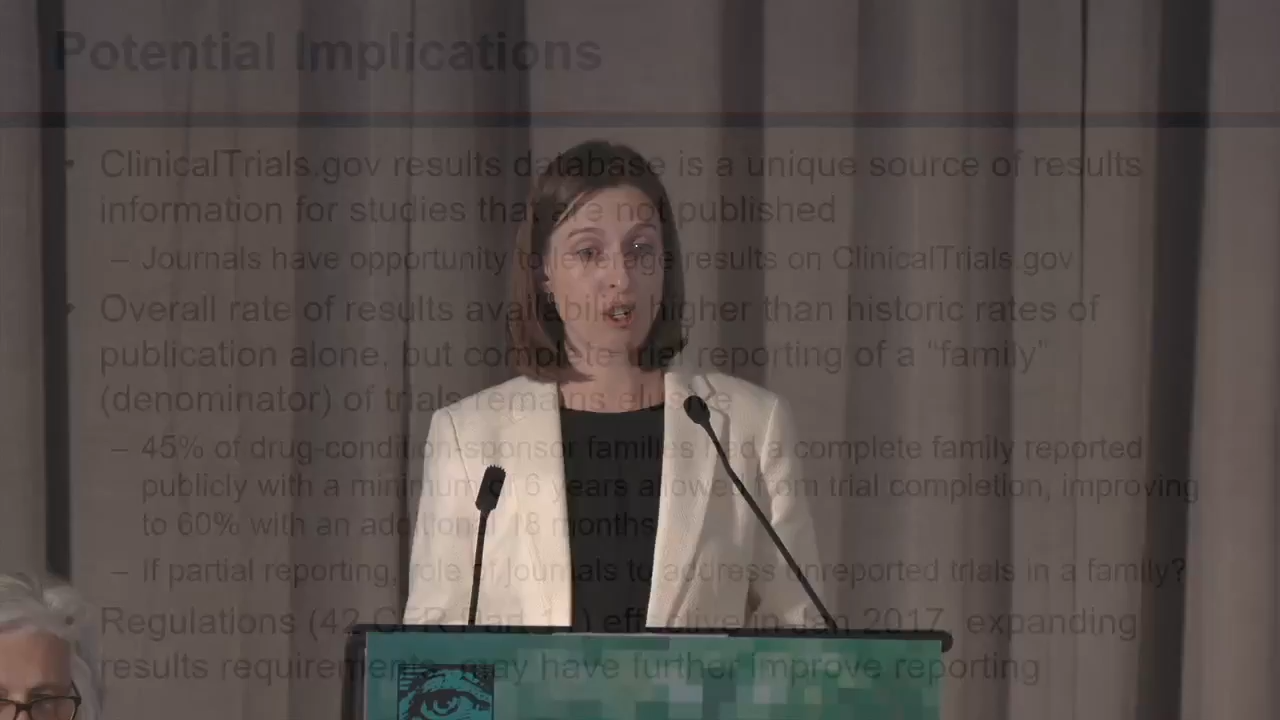 Potential Implications
• ClinicalTrials.gov results database is a unique source of results
information for studies that are not published
– Journals have opportunity to leverage results on ClinicalTrials.gov
• Overall rate of results availability higher than historic rates of
publication alone, but complete trial reporting of a “family”
(denominator) of trials remains elusive
– 45% of drug-condition-sponsor families had a complete family reported
publicly with a minimum of 6 years allowed from trial completion, improving
to 60% with an additional 18 months
– If partial reporting, role of journals to address unreported trials in a family?
Regulations (42 CFR Part 11) effective in Jan 2017, expanding
results requirements, may have further improve reporting